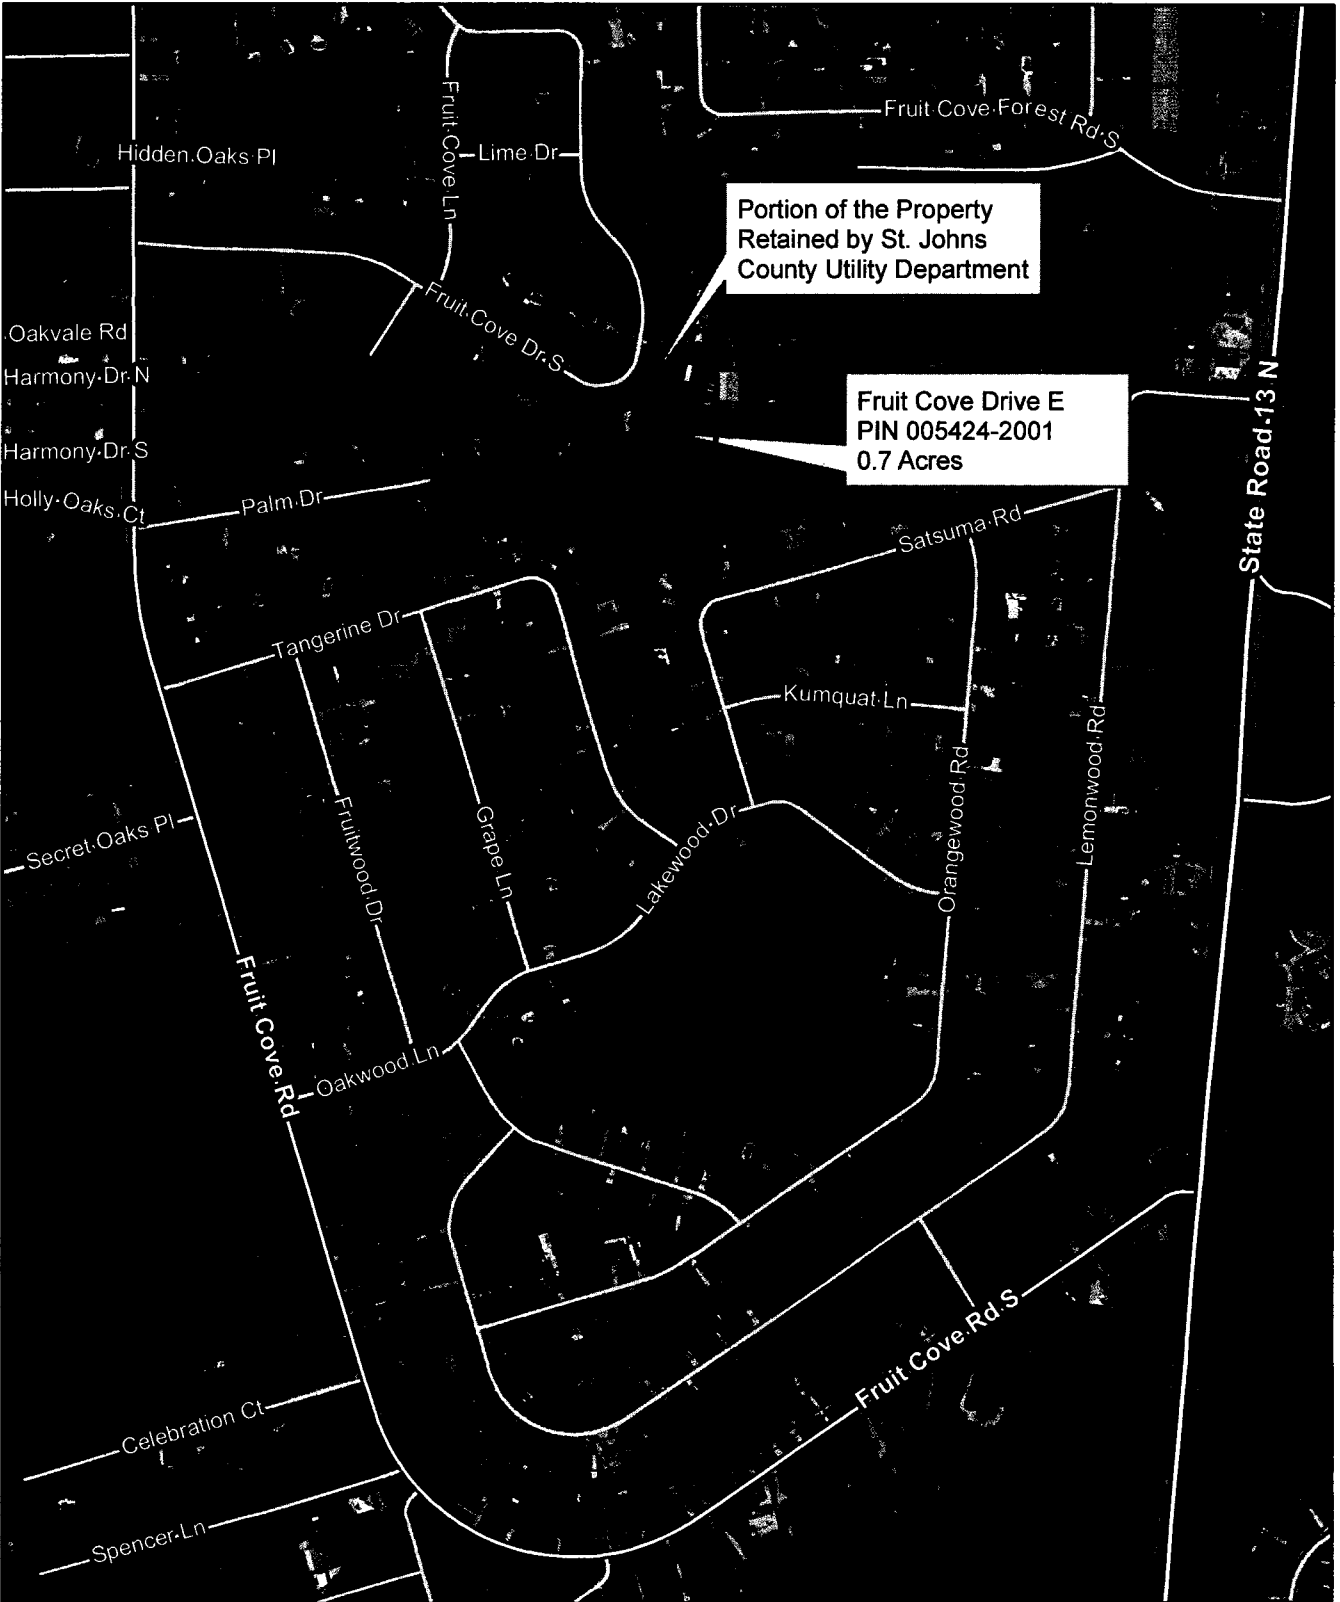 Fruit Cove Forest Rd S
Fruit Cove Ln
Hidden Oaks Pl
Lime Dr
Portion of the Property
Retained by St. Johns
County Utility Department
Fruit Cove Dr S
Oakvale Rd
Harmony Dr N
Fruit Cove Drive E
PIN 005424-2001
0.7 Acres
Harmony Dr S
State Road 13 N
Holly Oaks Ct
Palm Dr
Satsuma Rd
Tangerine Dr
Kumquat Ln
Lemonwood Rd
Orangewood Rd
Secret Oaks Pl
Fruitwood Dr
Grape Ln
Lakewood Dr
Fruit Cove Rd
Oakwood Ln
Fruit Cove Rd S
Celebration Ct
Spencer Ln